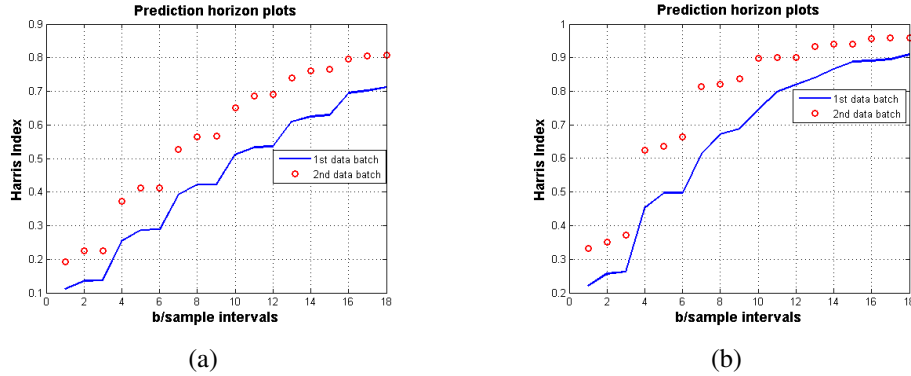 Prediction horizon plots
0.9
0.8
0.7
0.6
0.5
0.4
0.3
0.2
0.1
Harris Index
1st data batch
2nd data batch
0 2 4 6 8 10 12 14 16 18
b/sample intervals
(a)
Prediction horizon plots
1
0.9
0.8
0.7
0.6
0.5
0.4
0.3
0.2
Harris Index
1st data batch
2nd data batch
0 2 4 6 8 10 12 14 16 18
b/sample intervals
(b)